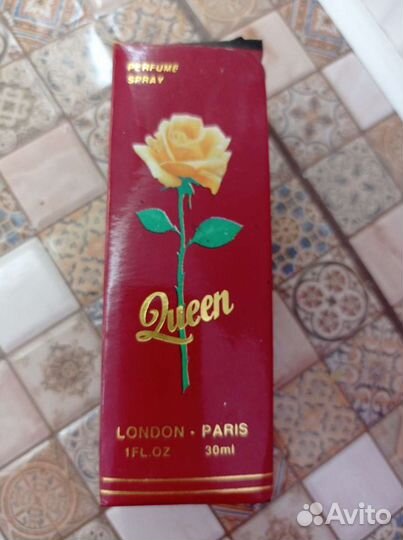 PERFUME
SPRAY
Queen
LONDON - PARIS
1FL.OZ 30ml
Avito